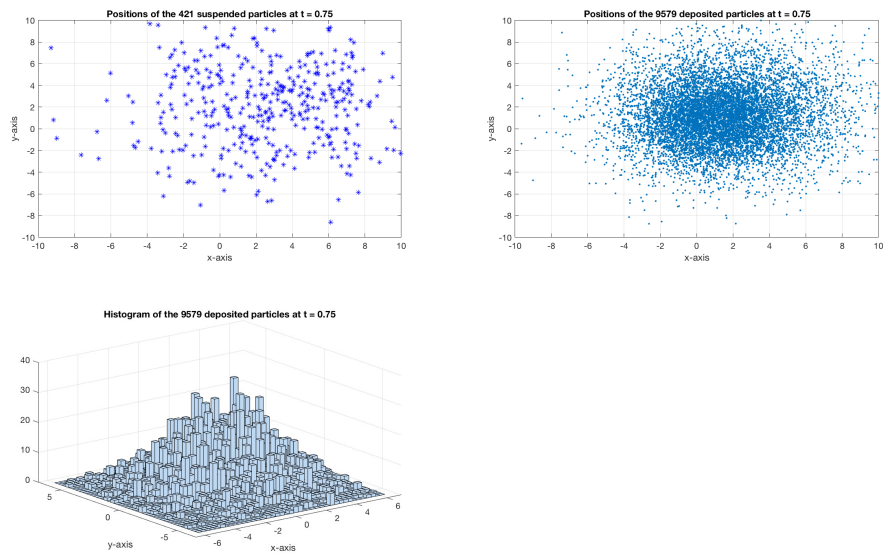 Positions of the 421 suspended particles at t = 0.75
10
8
6
4
2
0
-2
-4
-6
-8
-10
y-axis
-10 -8 -6 -4 -2 0 2 4 6 8 10
x-axis
Positions of the 9579 deposited particles at t = 0.75
10
8
6
4
2
0
-2
-4
-6
-8
-10
y-axis
-10 -8 -6 -4 -2 0 2 4 6 8 10
x-axis
Histogram of the 9579 deposited particles at t = 0.75
40
30
20
10
0
5
0
-5
y-axis
-6 -4 -2 0 2 4 6
x-axis